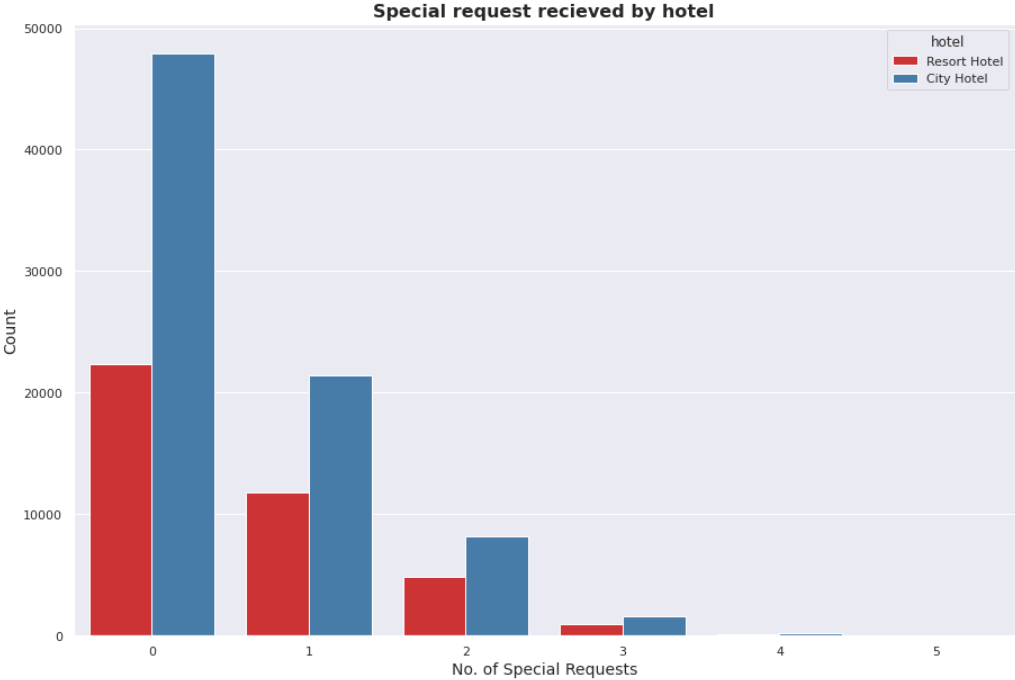 Special request recieved by hotel
hotel
Resort Hotel
City Hotel
Count
50000
40000
30000
20000
10000
0
0 1 2 3 4 5
No. of Special Requests